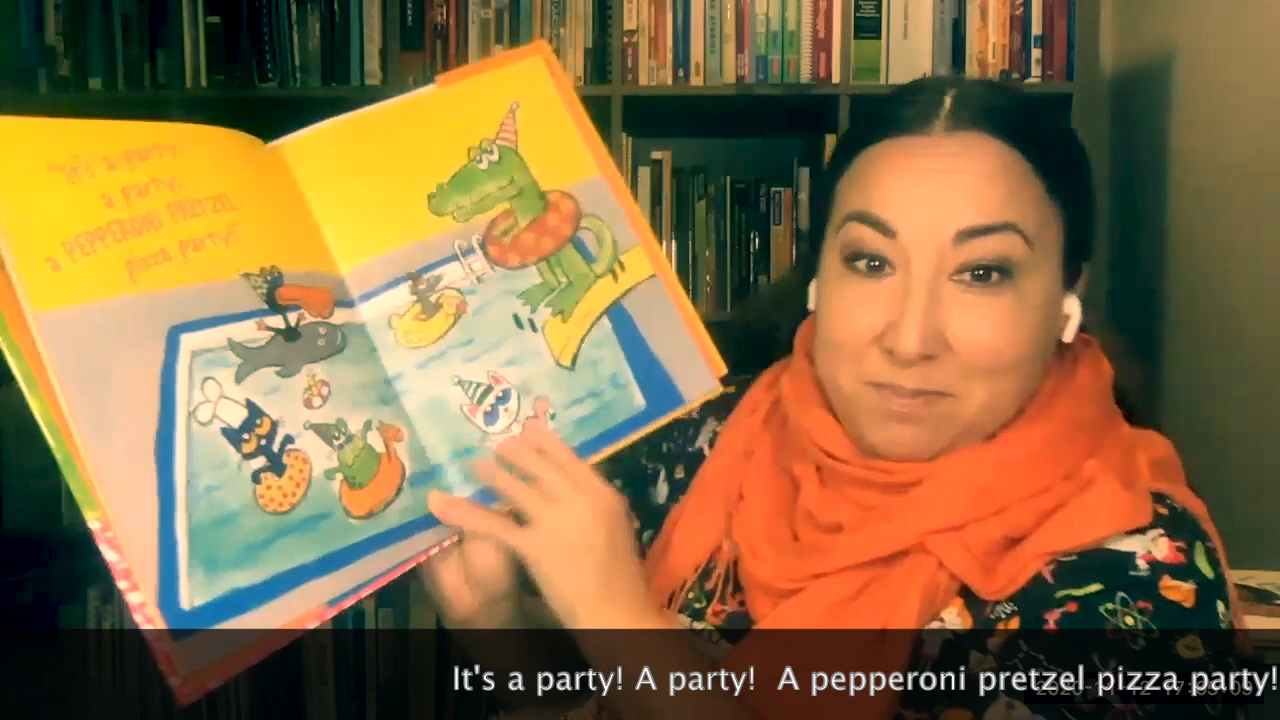 "It's a party,
a party,
a PEPPERONI PRETZEL
pizza party!"
It's a party! A party!  A pepperoni pretzel pizza party!